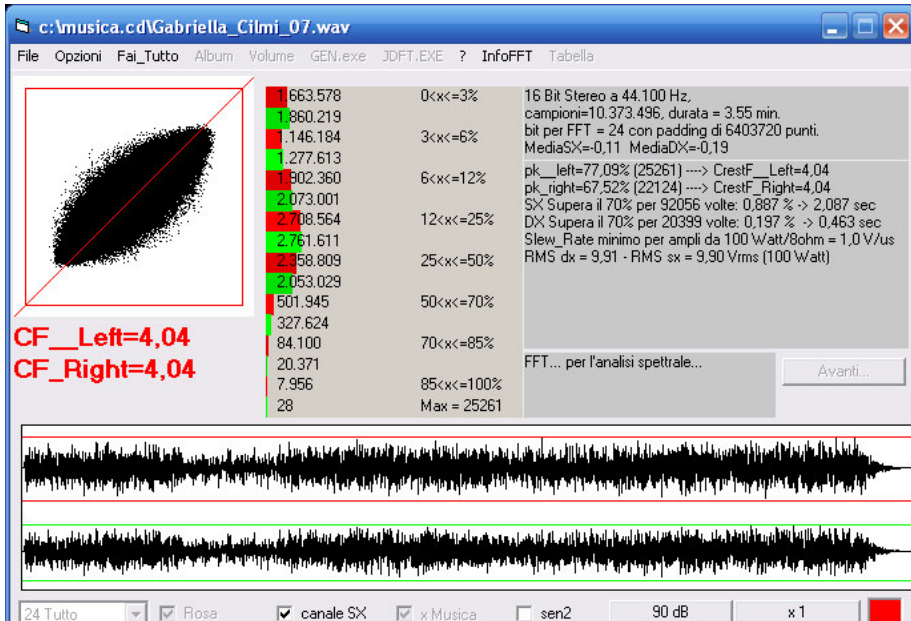 c:\musica.cd\Gabriella_Cilmi_07.wav
File Opzioni Fai_Tutto Album Volume GEN.exe JDFT.EXE ? InfoFFT Tabella
1.663.578 0<x<=3%
1.860.219
1.146.184 3<x<=6%
1.277.613
1.902.360 6<x<=12%
2.073.001
2.708.564 12<x<=25%
2.761.611
2.358.809 25<x<=50%
2.053.029
501.945 50<x<=70%
327.624
84.100 70<x<=85%
20.371
7.956 85<x<=100%
28 Max = 25261
16 Bit Stereo a 44.100 Hz,
campioni=10.373.496, durata = 3.55 min.
bit per FFT = 24 con padding di 6403720 punti.
MediaSX=-0,11 MediaDX=-0,19
pk__left=77,09% (25261) ----> CrestF__Left=4,04
pk_right=67,52% (22124) ----> CrestF_Right=4,04
SX Supera il 70% per 92056 volte: 0,887 % -> 2,087 sec
DX Supera il 70% per 20399 volte: 0,197 % -> 0,463 sec
Slew_Rate minimo per ampli da 100 Watt/8ohm = 1,0 V/us
RMS dx = 9,91 - RMS sx = 9,90 Vrms (100 Watt)
CF__Left=4,04
CF_Right=4,04
FFT... per l'analisi spettrale...
Avanti...
24 Tutto Rosa canale SX x Musica sen2 90 dB x 1